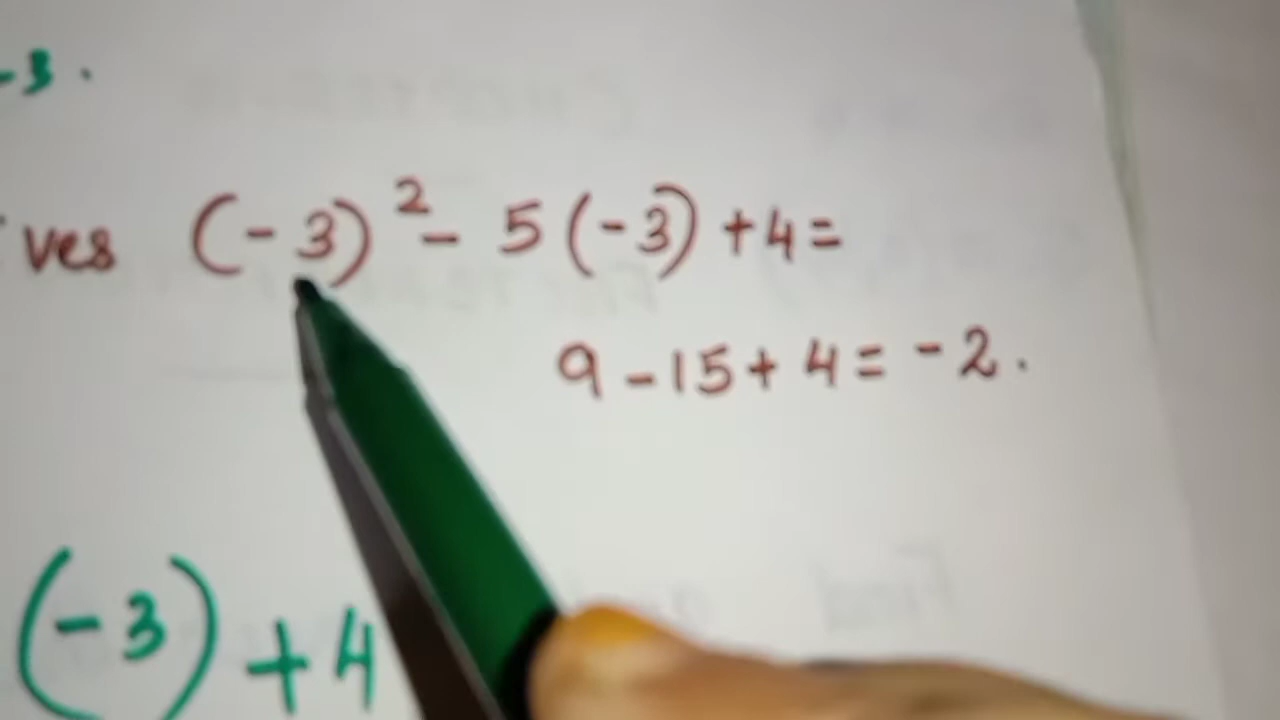 -3.
ves (-3)² - 5(-3) + 4 =
9 - 15 + 4 = -2.
(-3) + 4